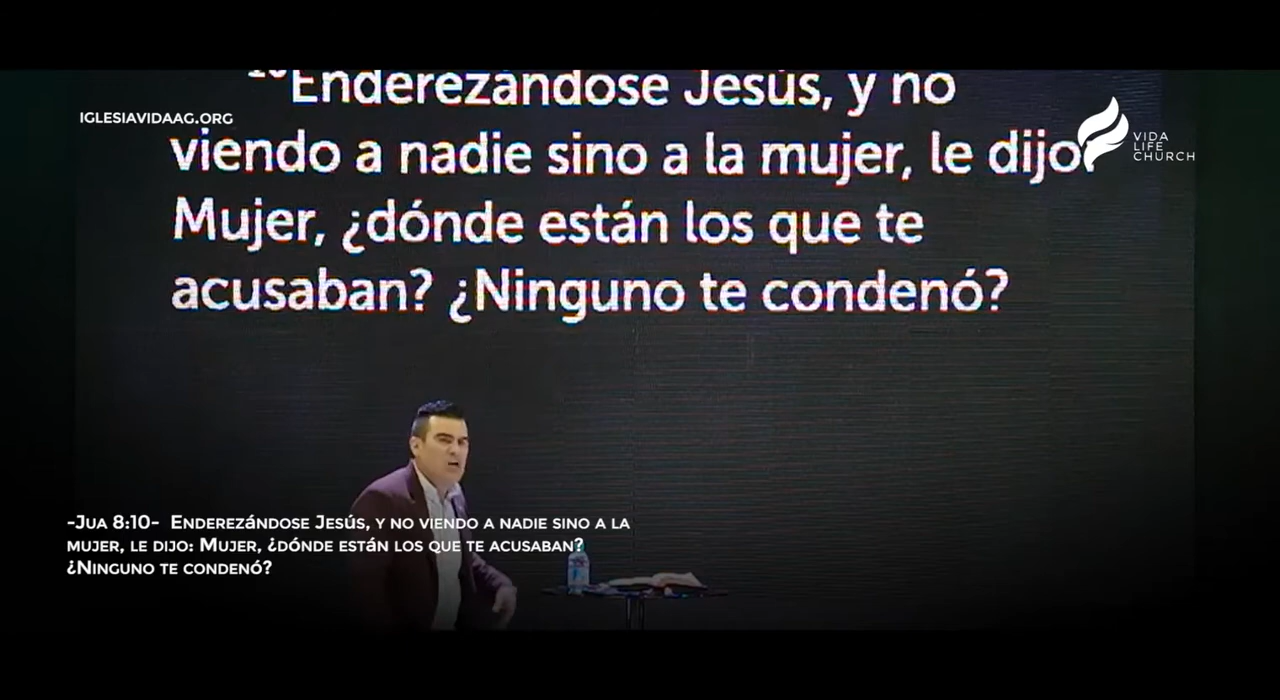 10Enderezándose Jesús, y no
viendo a nadie sino a la mujer, le dijo:
Mujer, ¿dónde están los que te
acusaban? ¿Ninguno te condenó?
IGLESIAVIDAAG.ORG
VIDA
LIFE
CHURCH
-Jua 8:10- Enderezándose Jesús, y no viendo a nadie sino a la
mujer, le dijo: Mujer, ¿dónde están los que te acusaban?
¿Ninguno te condenó?